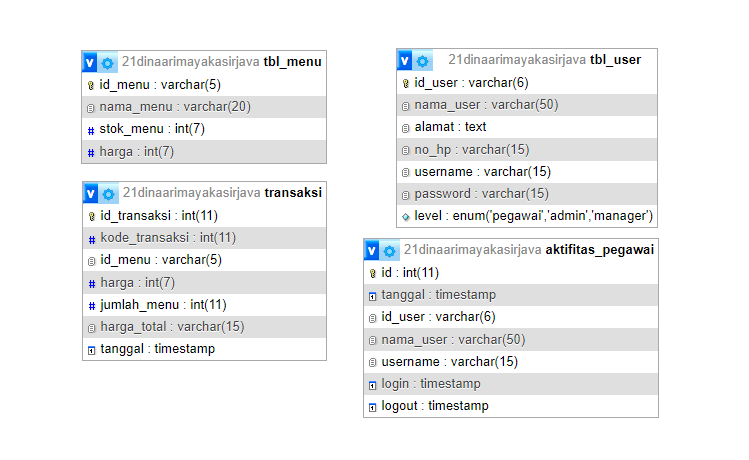 21dinaarimayakasirjava tbl_menu
id_menu : varchar(5)
nama_menu : varchar(20)
stok_menu : int(7)
harga : int(7)
21dinaarimayakasirjava transaksi
id_transaksi : int(11)
kode_transaksi : int(11)
id_menu : varchar(5)
harga : int(7)
jumlah_menu : int(11)
harga_total : varchar(15)
tanggal : timestamp
21dinaarimayakasirjava tbl_user
id_user : varchar(6)
nama_user : varchar(50)
alamat : text
no_hp : varchar(15)
username : varchar(15)
password : varchar(15)
level : enum('pegawai','admin','manager')
21dinaarimayakasirjava aktifitas_pegawai
id : int(11)
tanggal : timestamp
id_user : varchar(6)
nama_user : varchar(50)
username : varchar(15)
login : timestamp
logout : timestamp